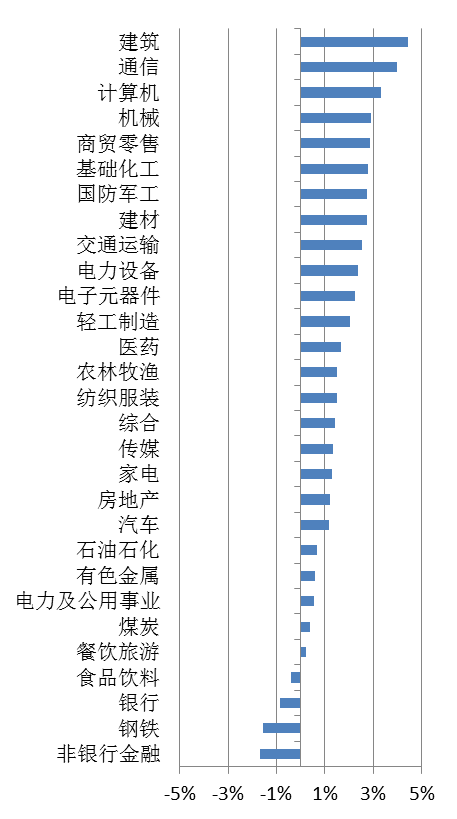 建筑
通信
计算机
机械
商贸零售
基础化工
国防军工
建材
交通运输
电力设备
电子元器件
轻工制造
医药
农林牧渔
纺织服装
综合
传媒
家电
房地产
汽车
石油石化
有色金属
电力及公用事业
煤炭
餐饮旅游
食品饮料
银行
钢铁
非银行金融
-5% -3% -1% 1% 3% 5%